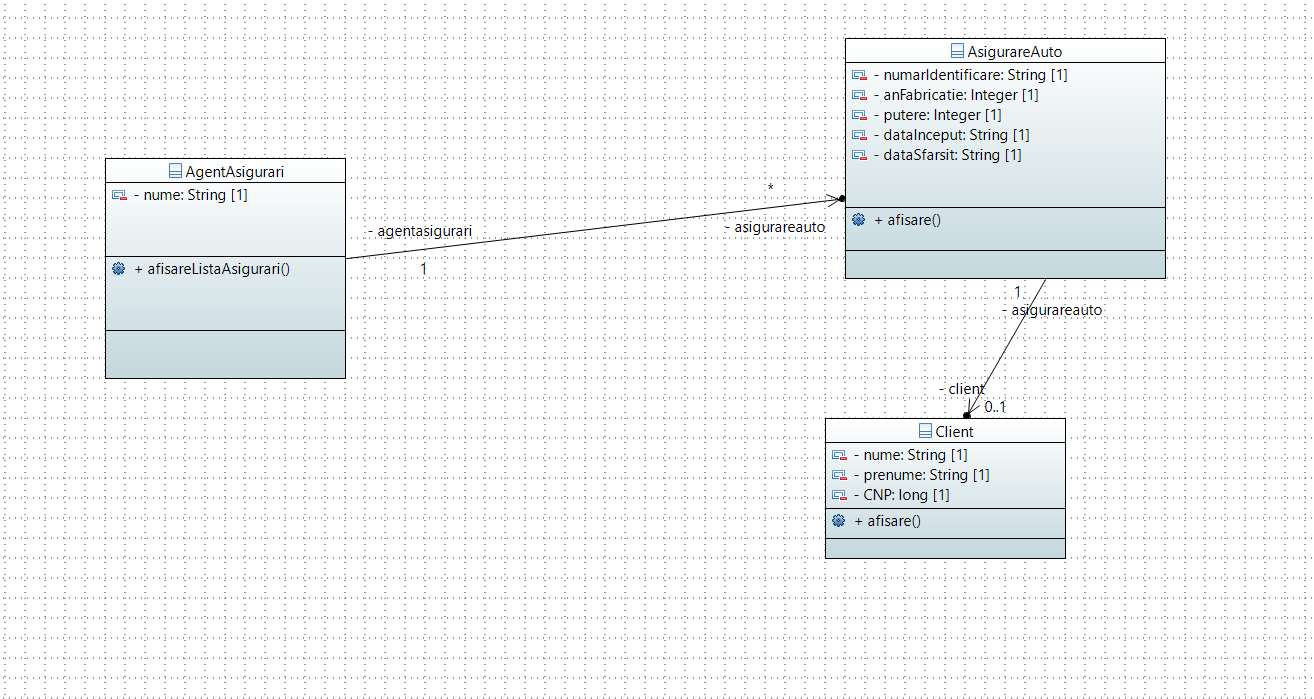 AsigurareAuto
- numarIdentificare: String [1]
- anFabricatie: Integer [1]
- putere: Integer [1]
- dataInceput: String [1]
- dataSfarsit: String [1]
+ afisare()
AgentAsigurari
- nume: String [1]
+ afisareListaAsigurari()
*
- agentasigurari
- asigurareauto
1
1
- asigurareauto
- client
0..1
Client
- nume: String [1]
- prenume: String [1]
- CNP: long [1]
+ afisare()